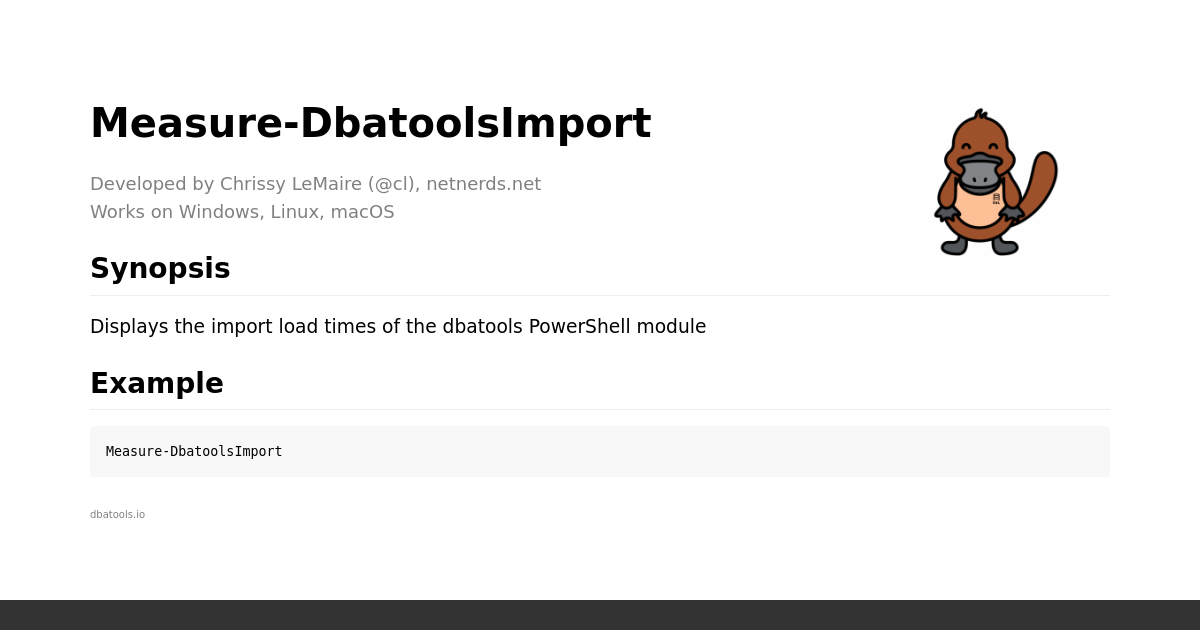 Measure-DbatoolsImport
Developed by Chrissy LeMaire (@cl), netnerds.net
Works on Windows, Linux, macOS
Synopsis
Displays the import load times of the dbatools PowerShell module
Example
Measure-DbatoolsImport
dbatools.io